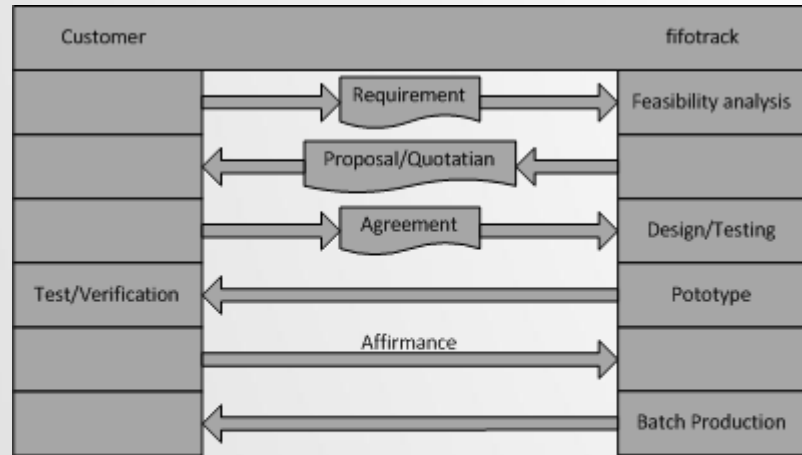 Customer fifotrack
Requirement Feasibility analysis
Proposal/Quotatian
Agreement Design/Testing
Test/Verification Pototype
Affirmance
Batch Production